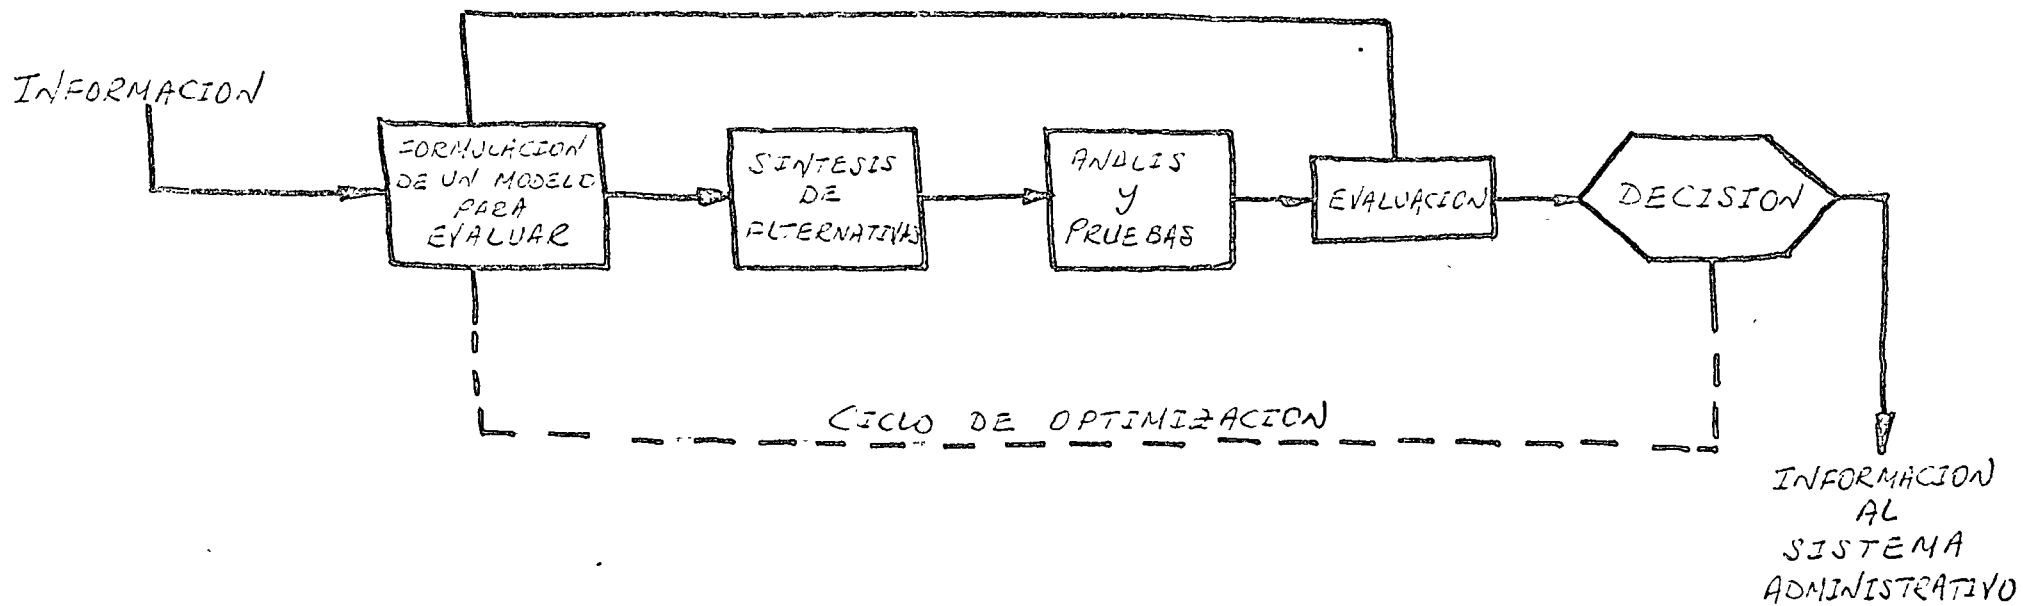 INFORMACION
FORMULACION
DE UN MODELO
PARA
EVALUAR
SINTESIS
DE
ALTERNATIVAS
ANALIS
Y
PRUEBAS
EVALUACION
DECISION
CICLO DE OPTIMIZACION
INFORMACION
AL
SISTEMA
ADMINISTRATIVO